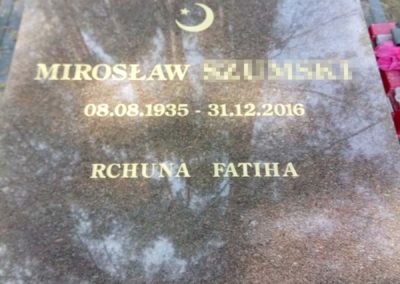 MIROSŁAW
08.08.1935 - 31.12.2016
RCHUNA FATIHA